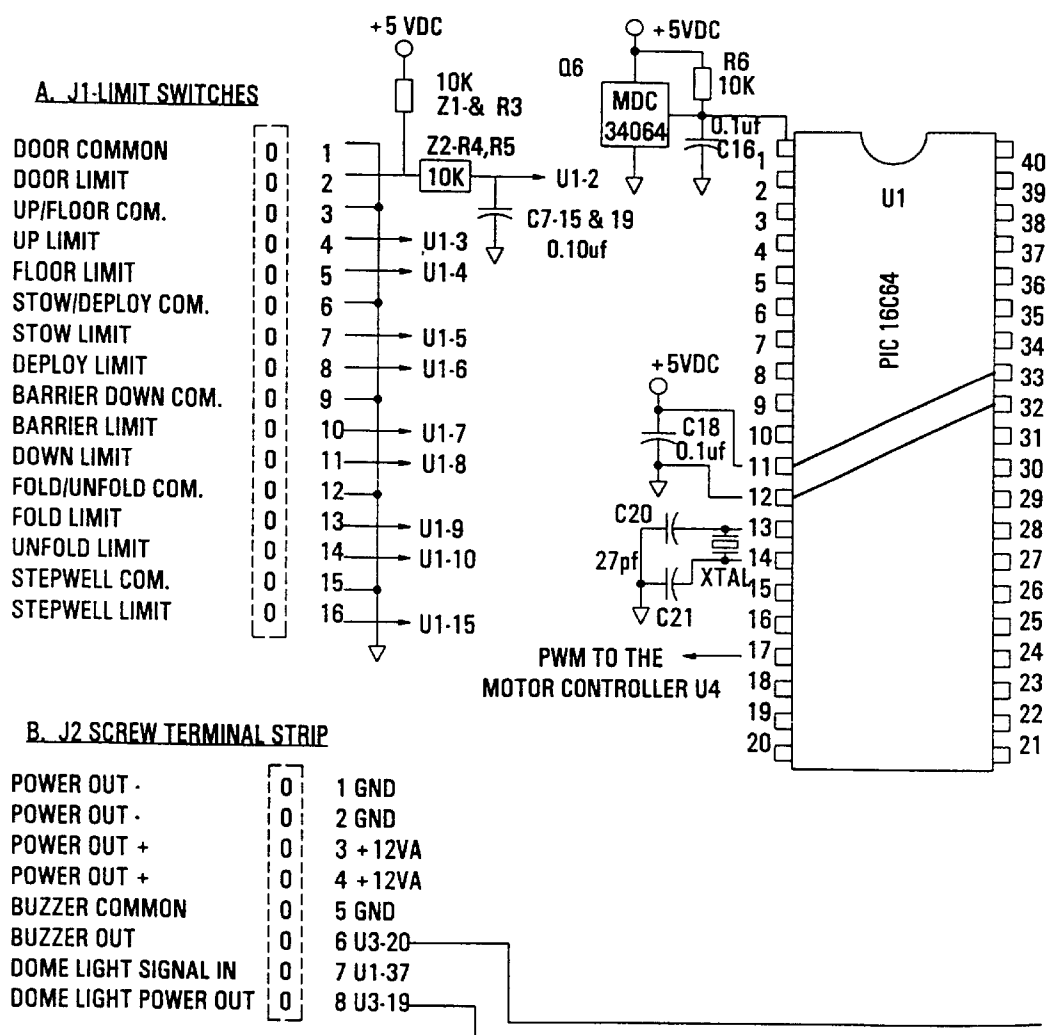 +5 VDC
+5VDC
Q6
R6
10K
A. J1-LIMIT SWITCHES
10K
Z1-& R3
MDC
34064
0.1uf
C16
DOOR COMMON 0 1
DOOR LIMIT 0 2
UP/FLOOR COM. 0 3
UP LIMIT 0 4 U1-3
FLOOR LIMIT 0 5 U1-4
STOW/DEPLOY COM. 0 6
STOW LIMIT 0 7 U1-5
DEPLOY LIMIT 0 8 U1-6
BARRIER DOWN COM. 0 9
BARRIER LIMIT 0 10 U1-7
DOWN LIMIT 0 11 U1-8
FOLD/UNFOLD COM. 0 12
FOLD LIMIT 0 13 U1-9
UNFOLD LIMIT 0 14 U1-10
STEPWELL COM. 0 15
STEPWELL LIMIT 0 16 U1-15
Z2-R4,R5
10K
U1-2
C7-15 & 19
0.10uf
U1
PIC 16C64
1
2
3
4
5
6
7
8
9
10
11
12
13
14
15
16
17
18
19
20
40
39
38
37
36
35
34
33
32
31
30
29
28
27
26
25
24
23
22
21
+5VDC
C18
0.1uf
C20
27pf
XTAL
C21
PWM TO THE
MOTOR CONTROLLER U4
B. J2 SCREW TERMINAL STRIP
POWER OUT - 0 1 GND
POWER OUT - 0 2 GND
POWER OUT + 0 3 +12VA
POWER OUT + 0 4 +12VA
BUZZER COMMON 0 5 GND
BUZZER OUT 0 6 U3-20
DOME LIGHT SIGNAL IN 0 7 U1-37
DOME LIGHT POWER OUT 0 8 U3-19